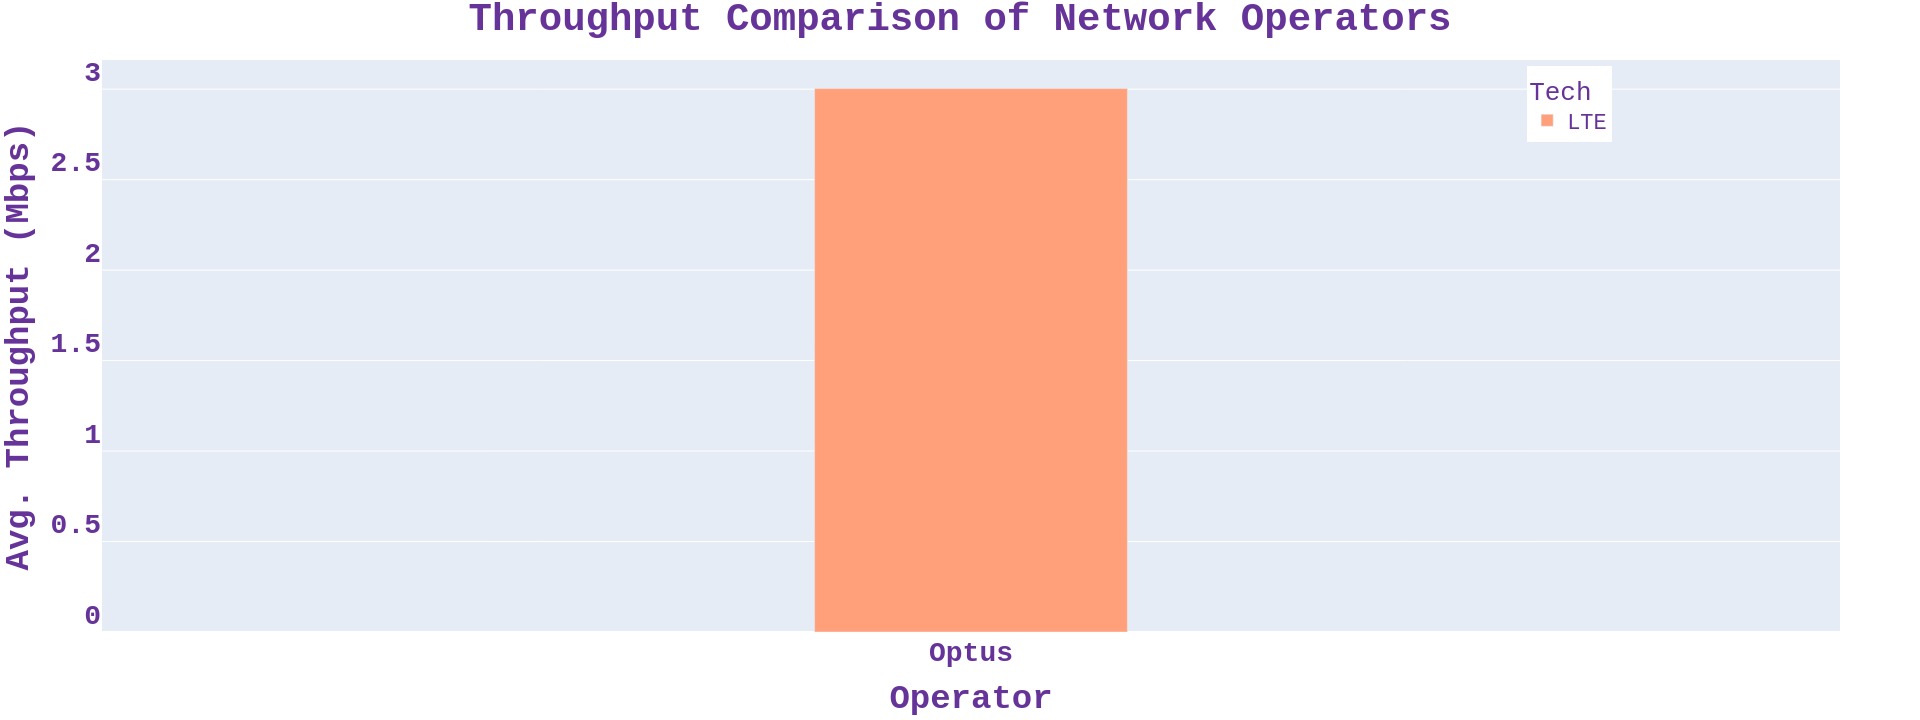 Throughput Comparison of Network Operators
Avg. Throughput (Mbps)
3
2.5
2
1.5
1
0.5
0
Tech
LTE
Optus
Operator